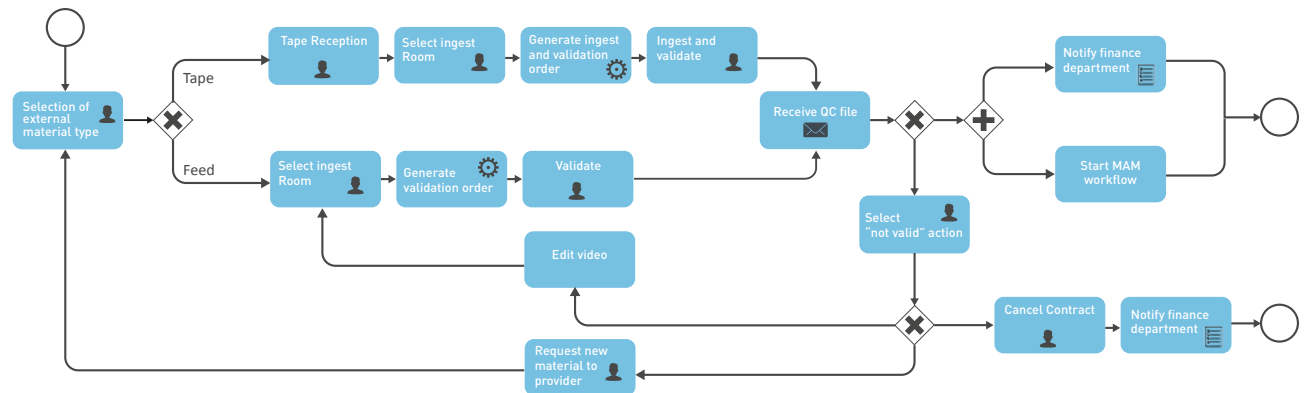 Tape Reception
Select ingest
Room
Generate ingest
and validation
order
Ingest and
validate
Notify finance
department
Tape
Selection of
external
material type
Receive QC file
Feed
Select ingest
Room
Generate
validation order
Validate
Start MAM
workflow
Select
"not valid" action
Edit video
Cancel Contract
Notify finance
department
Request new
material to
provider